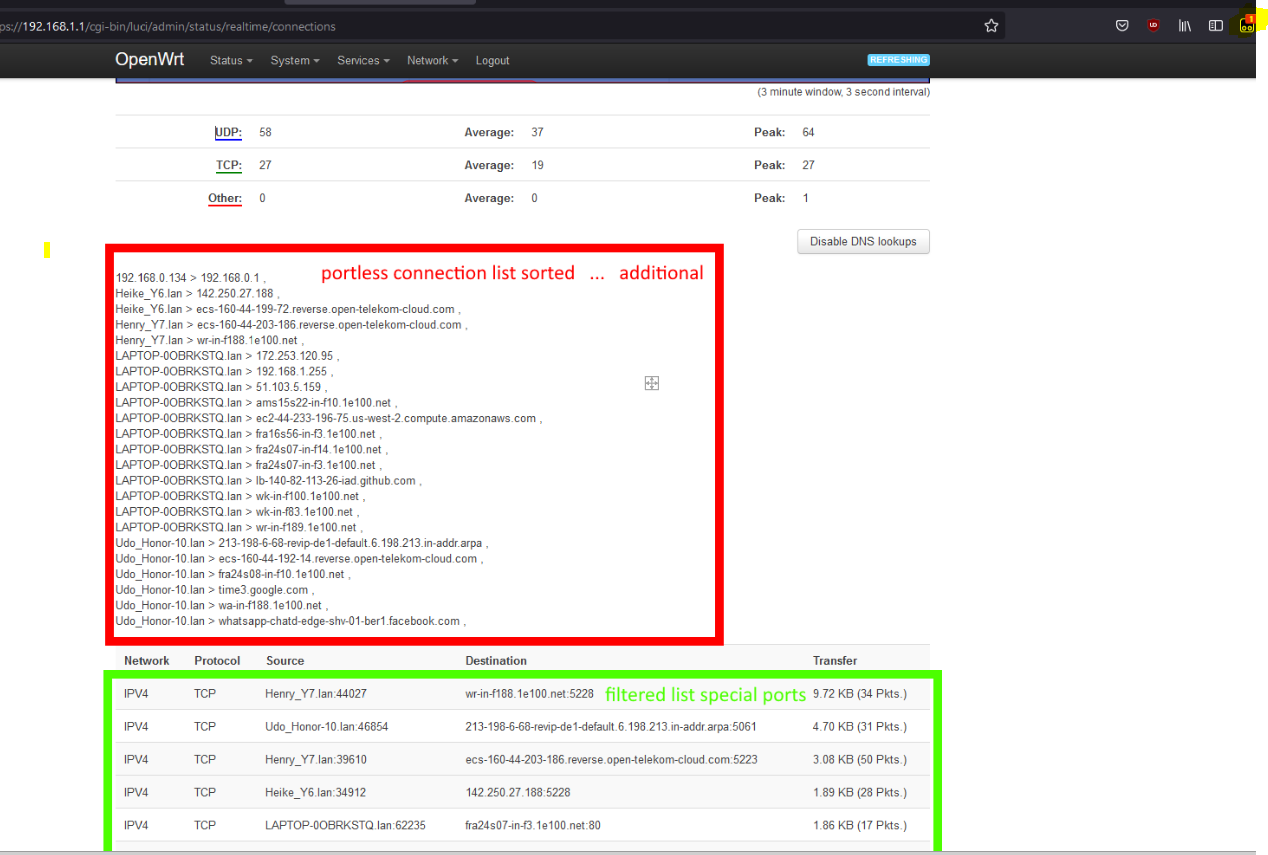 ps://192.168.1.1/cgi-bin/luci/admin/status/realtime/connections
OpenWrt Status System Services Network Logout REFRESHING
(3 minute window, 3 second interval)
UDP: 58 Average: 37 Peak: 64
TCP: 27 Average: 19 Peak: 27
Other: 0 Average: 0 Peak: 1
Disable DNS lookups
portless connection list sorted ... additional
192.168.0.134 > 192.168.0.1 ,
Heike_Y6.lan > 142.250.27.188 ,
Heike_Y6.lan > ecs-160-44-199-72.reverse.open-telekom-cloud.com ,
Henry_Y7.lan > ecs-160-44-203-186.reverse.open-telekom-cloud.com ,
Henry_Y7.lan > wr-in-f188.1e100.net ,
LAPTOP-0OBRKSTQ.lan > 172.253.120.95 ,
LAPTOP-0OBRKSTQ.lan > 192.168.1.255 ,
LAPTOP-0OBRKSTQ.lan > 51.103.5.159 ,
LAPTOP-0OBRKSTQ.lan > ams15s22-in-f10.1e100.net ,
LAPTOP-0OBRKSTQ.lan > ec2-44-233-196-75.us-west-2.compute.amazonaws.com ,
LAPTOP-0OBRKSTQ.lan > fra16s56-in-f3.1e100.net ,
LAPTOP-0OBRKSTQ.lan > fra24s07-in-f14.1e100.net ,
LAPTOP-0OBRKSTQ.lan > fra24s07-in-f3.1e100.net ,
LAPTOP-0OBRKSTQ.lan > lb-140-82-113-26-iad.github.com ,
LAPTOP-0OBRKSTQ.lan > wk-in-f100.1e100.net ,
LAPTOP-0OBRKSTQ.lan > wk-in-f83.1e100.net ,
LAPTOP-0OBRKSTQ.lan > wr-in-f189.1e100.net ,
Udo_Honor-10.lan > 213-198-6-68-revip-de1-default.6.198.213.in-addr.arpa ,
Udo_Honor-10.lan > ecs-160-44-192-14.reverse.open-telekom-cloud.com ,
Udo_Honor-10.lan > fra24s08-in-f10.1e100.net ,
Udo_Honor-10.lan > time3.google.com ,
Udo_Honor-10.lan > wa-in-f188.1e100.net ,
Udo_Honor-10.lan > whatsapp-chatd-edge-shv-01-ber1.facebook.com ,
Network Protocol Source Destination Transfer
filtered list special ports
IPV4 TCP Henry_Y7.lan:44027 wr-in-f188.1e100.net:5228 9.72 KB (34 Pkts.)
IPV4 TCP Udo_Honor-10.lan:46854 213-198-6-68-revip-de1-default.6.198.213.in-addr.arpa:5061 4.70 KB (31 Pkts.)
IPV4 TCP Henry_Y7.lan:39610 ecs-160-44-203-186.reverse.open-telekom-cloud.com:5223 3.08 KB (50 Pkts.)
IPV4 TCP Heike_Y6.lan:34912 142.250.27.188:5228 1.89 KB (28 Pkts.)
IPV4 TCP LAPTOP-0OBRKSTQ.lan:62235 fra24s07-in-f3.1e100.net:80 1.86 KB (17 Pkts.)